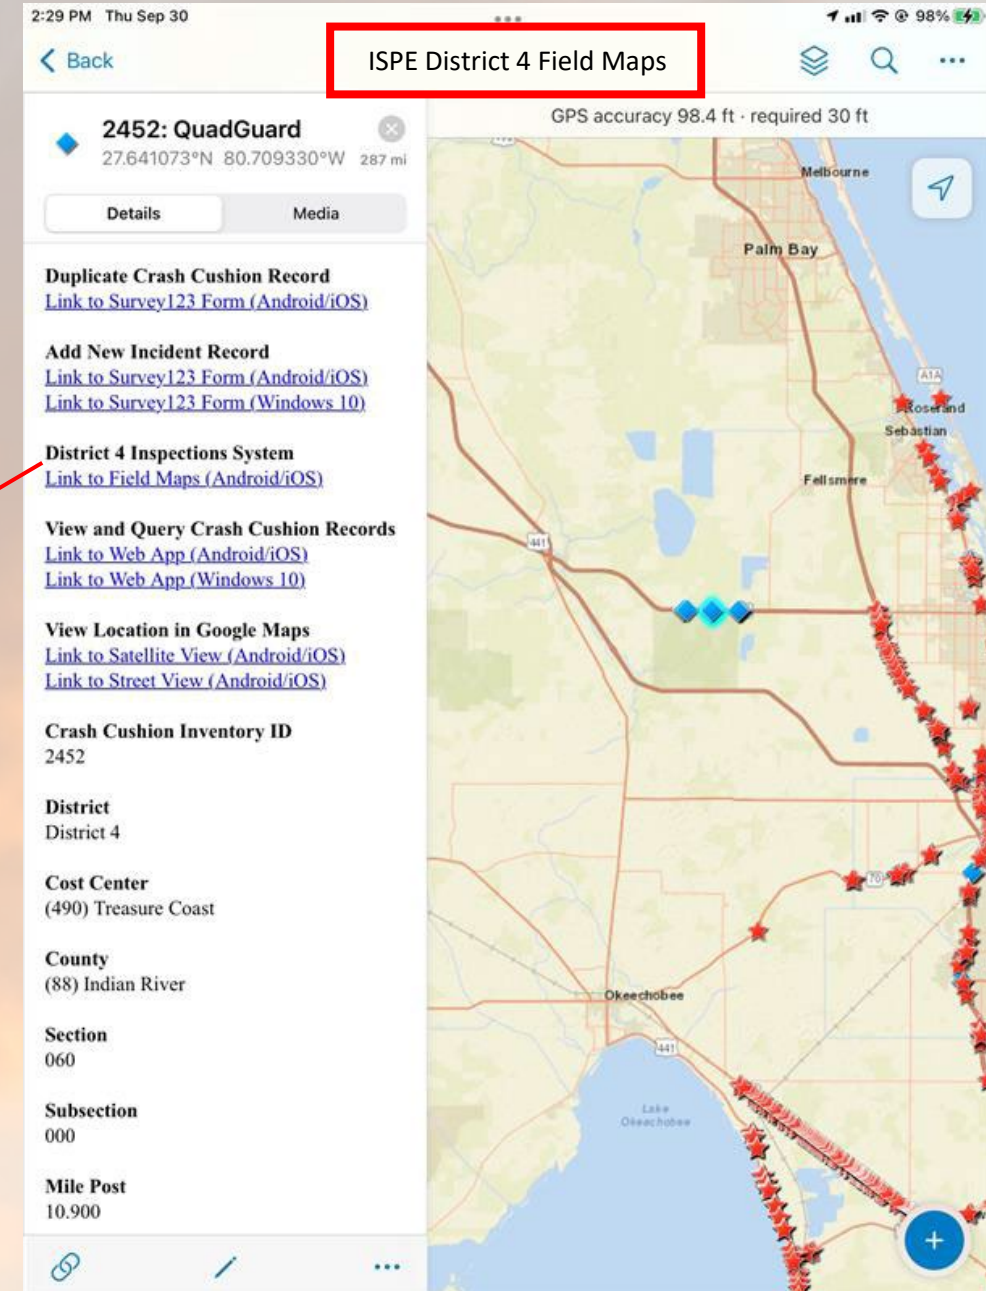 2:29 PM Thu Sep 30
98%
Back
ISPE District 4 Field Maps
GPS accuracy 98.4 ft · required 30 ft
2452: QuadGuard
27.641073°N 80.709330°W 287 mi
Details
Media
Duplicate Crash Cushion Record
Link to Survey123 Form (Android/iOS)
Add New Incident Record
Link to Survey123 Form (Android/iOS)
Link to Survey123 Form (Windows 10)
District 4 Inspections System
Link to Field Maps (Android/iOS)
View and Query Crash Cushion Records
Link to Web App (Android/iOS)
Link to Web App (Windows 10)
View Location in Google Maps
Link to Satellite View (Android/iOS)
Link to Street View (Android/iOS)
Crash Cushion Inventory ID
2452
District
District 4
Cost Center
(490) Treasure Coast
County
(88) Indian River
Section
060
Subsection
000
Mile Post
10.900
Melbourne
Palm Bay
A1A
Roseland
Sebastian
Fellsmere
441
70
Okeechobee
441
Lake
Okeechobee